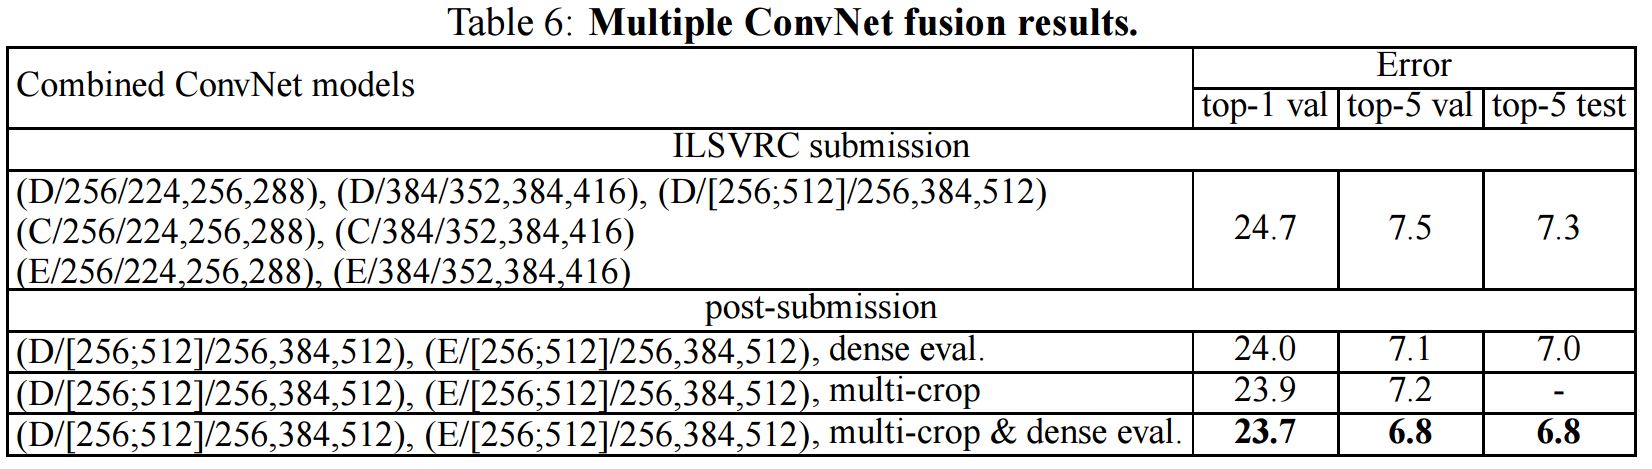 Table 6: Multiple ConvNet fusion results.
Combined ConvNet models
Error
top-1 val top-5 val top-5 test
ILSVRC submission
(D/256/224,256,288), (D/384/352,384,416), (D/[256;512]/256,384,512)
(C/256/224,256,288), (C/384/352,384,416)
(E/256/224,256,288), (E/384/352,384,416)
24.7 7.5 7.3
post-submission
(D/[256;512]/256,384,512), (E/[256;512]/256,384,512), dense eval. 24.0 7.1 7.0
(D/[256;512]/256,384,512), (E/[256;512]/256,384,512), multi-crop 23.9 7.2 -
(D/[256;512]/256,384,512), (E/[256;512]/256,384,512), multi-crop & dense eval. 23.7 6.8 6.8